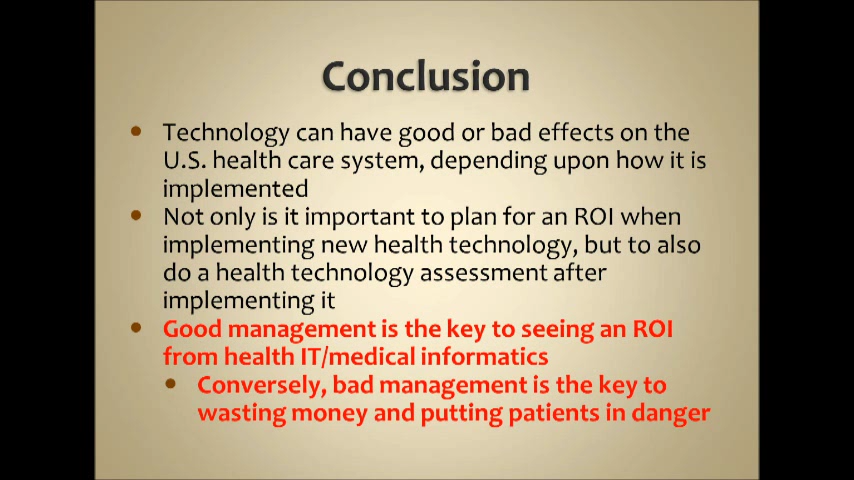 Conclusion
Technology can have good or bad effects on the
U.S. health care system, depending upon how it is
implemented
Not only is it important to plan for an ROI when
implementing new health technology, but to also
do a health technology assessment after
implementing it
Good management is the key to seeing an ROI
from health IT/medical informatics
Conversely, bad management is the key to
wasting money and putting patients in danger